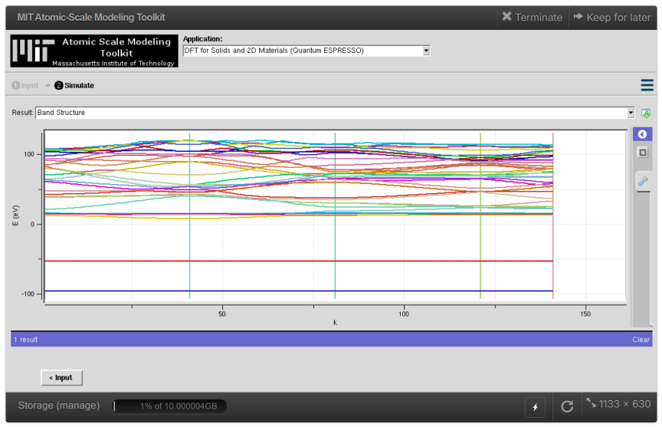 MIT Atomic-Scale Modeling Toolkit
Terminate
Keep for later
Atomic Scale Modeling
Toolkit
Massachusetts Institute of Technology
Application:
DFT for Solids and 2D Materials (Quantum ESPRESSO)
1 Input
2 Simulate
Result: Band Structure
E (eV)
100
0
-100
50
100
150
k
1 result
Clear
< Input
Storage (manage)
1% of 10.000004GB
1133 × 630